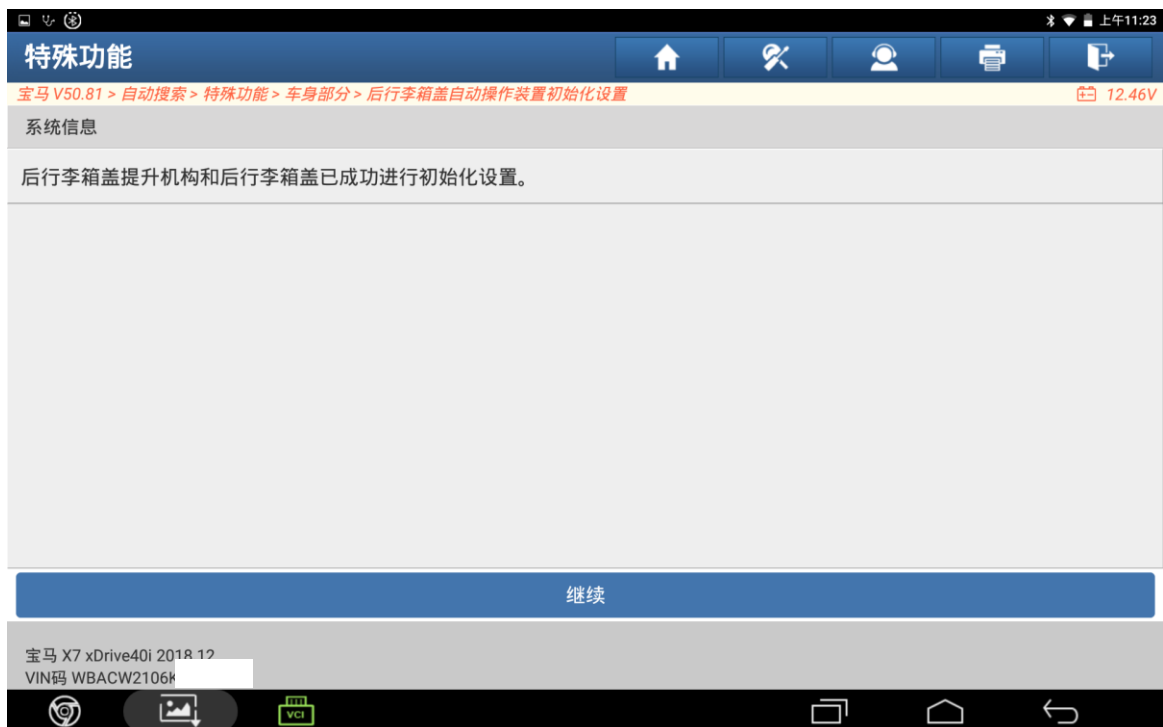 上午11:23
特殊功能
宝马 V50.81 > 自动搜索 > 特殊功能 > 车身部分 > 后行李箱盖自动操作装置初始化设置
12.46V
系统信息
后行李箱盖提升机构和后行李箱盖已成功进行初始化设置。
继续
宝马 X7 xDrive40i 2018.12
VIN码 WBACW2106K
VCI